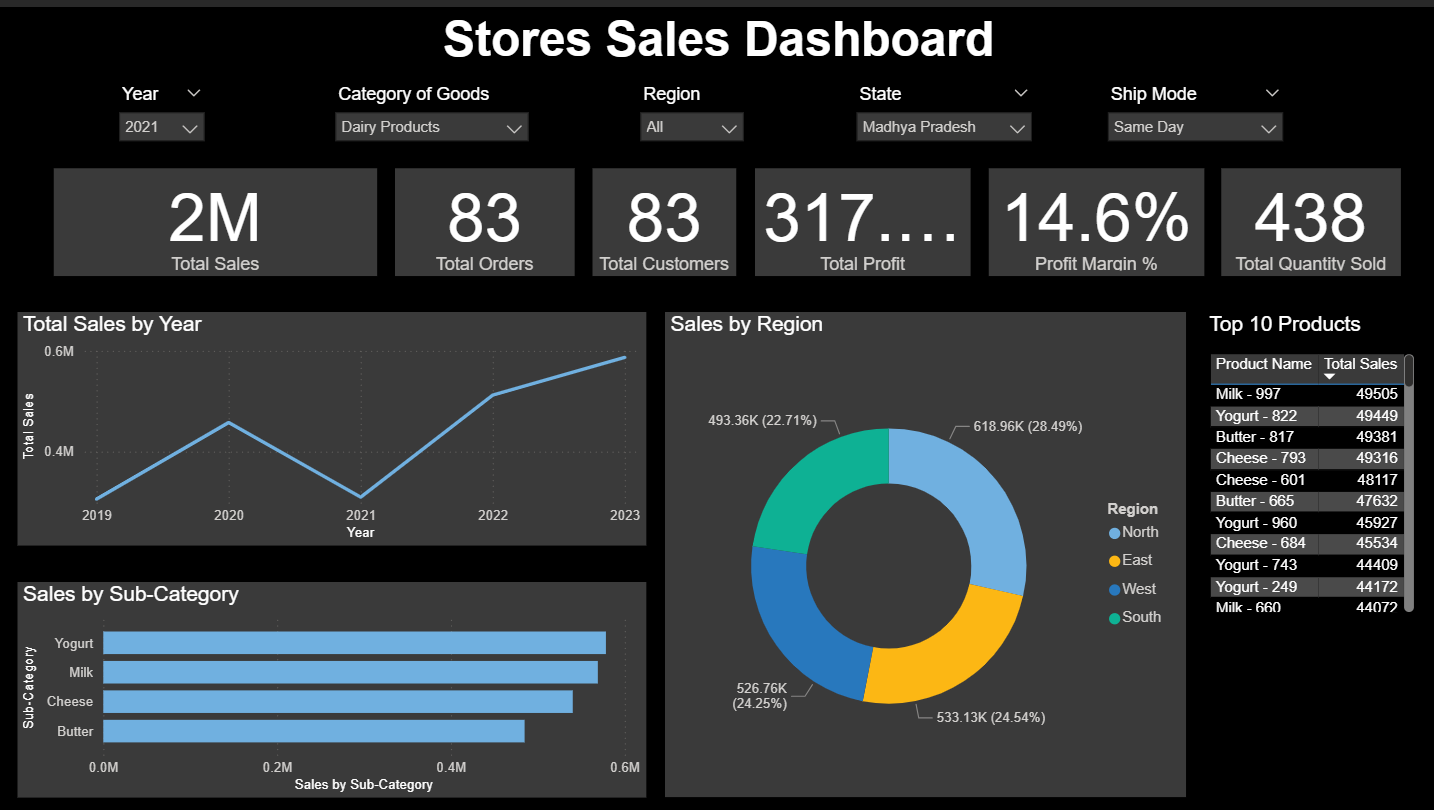 Stores Sales Dashboard
Year
Category of Goods
Region
State
Ship Mode
2021
Dairy Products
All
Madhya Pradesh
Same Day
2M
Total Sales
83
Total Orders
83
Total Customers
317....
Total Profit
14.6%
Profit Margin %
438
Total Quantity Sold
Total Sales by Year
Total Sales
0.6M
0.4M
2019
2020
2021
2022
2023
Year
Sales by Sub-Category
Sub-Category
Yogurt
Milk
Cheese
Butter
0.0M
0.2M
0.4M
0.6M
Sales by Sub-Category
Sales by Region
493.36K (22.71%)
618.96K (28.49%)
526.76K
(24.25%)
533.13K (24.54%)
Region
North
East
West
South
Top 10 Products
Product Name Total Sales
Milk - 997 49505
Yogurt - 822 49449
Butter - 817 49381
Cheese - 793 49316
Cheese - 601 48117
Butter - 665 47632
Yogurt - 960 45927
Cheese - 684 45534
Yogurt - 743 44409
Yogurt - 249 44172
Milk - 660 44072